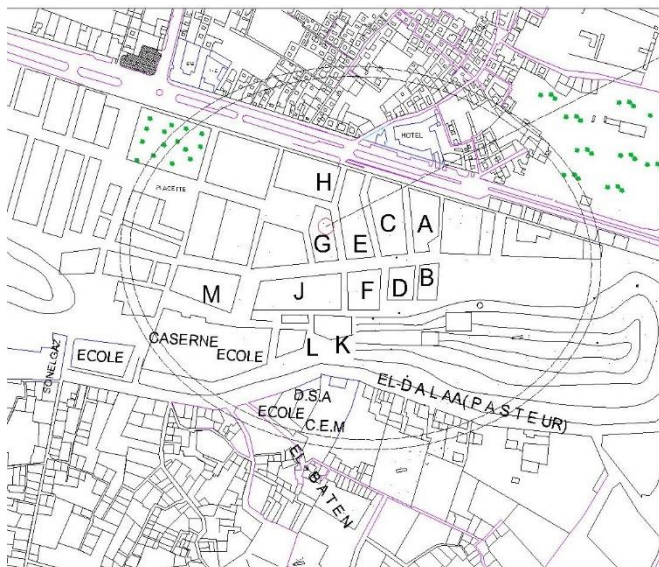 HOTEL
H
PLACETTE
C
A
G
E
B
D
F
J
M
CASERNE
ECOLE
L
K
ECOLE
SONELGAZ
D.S.A
ECOLE
C.E.M
EL-DALAA(PASTEUR)
EL-BATEN